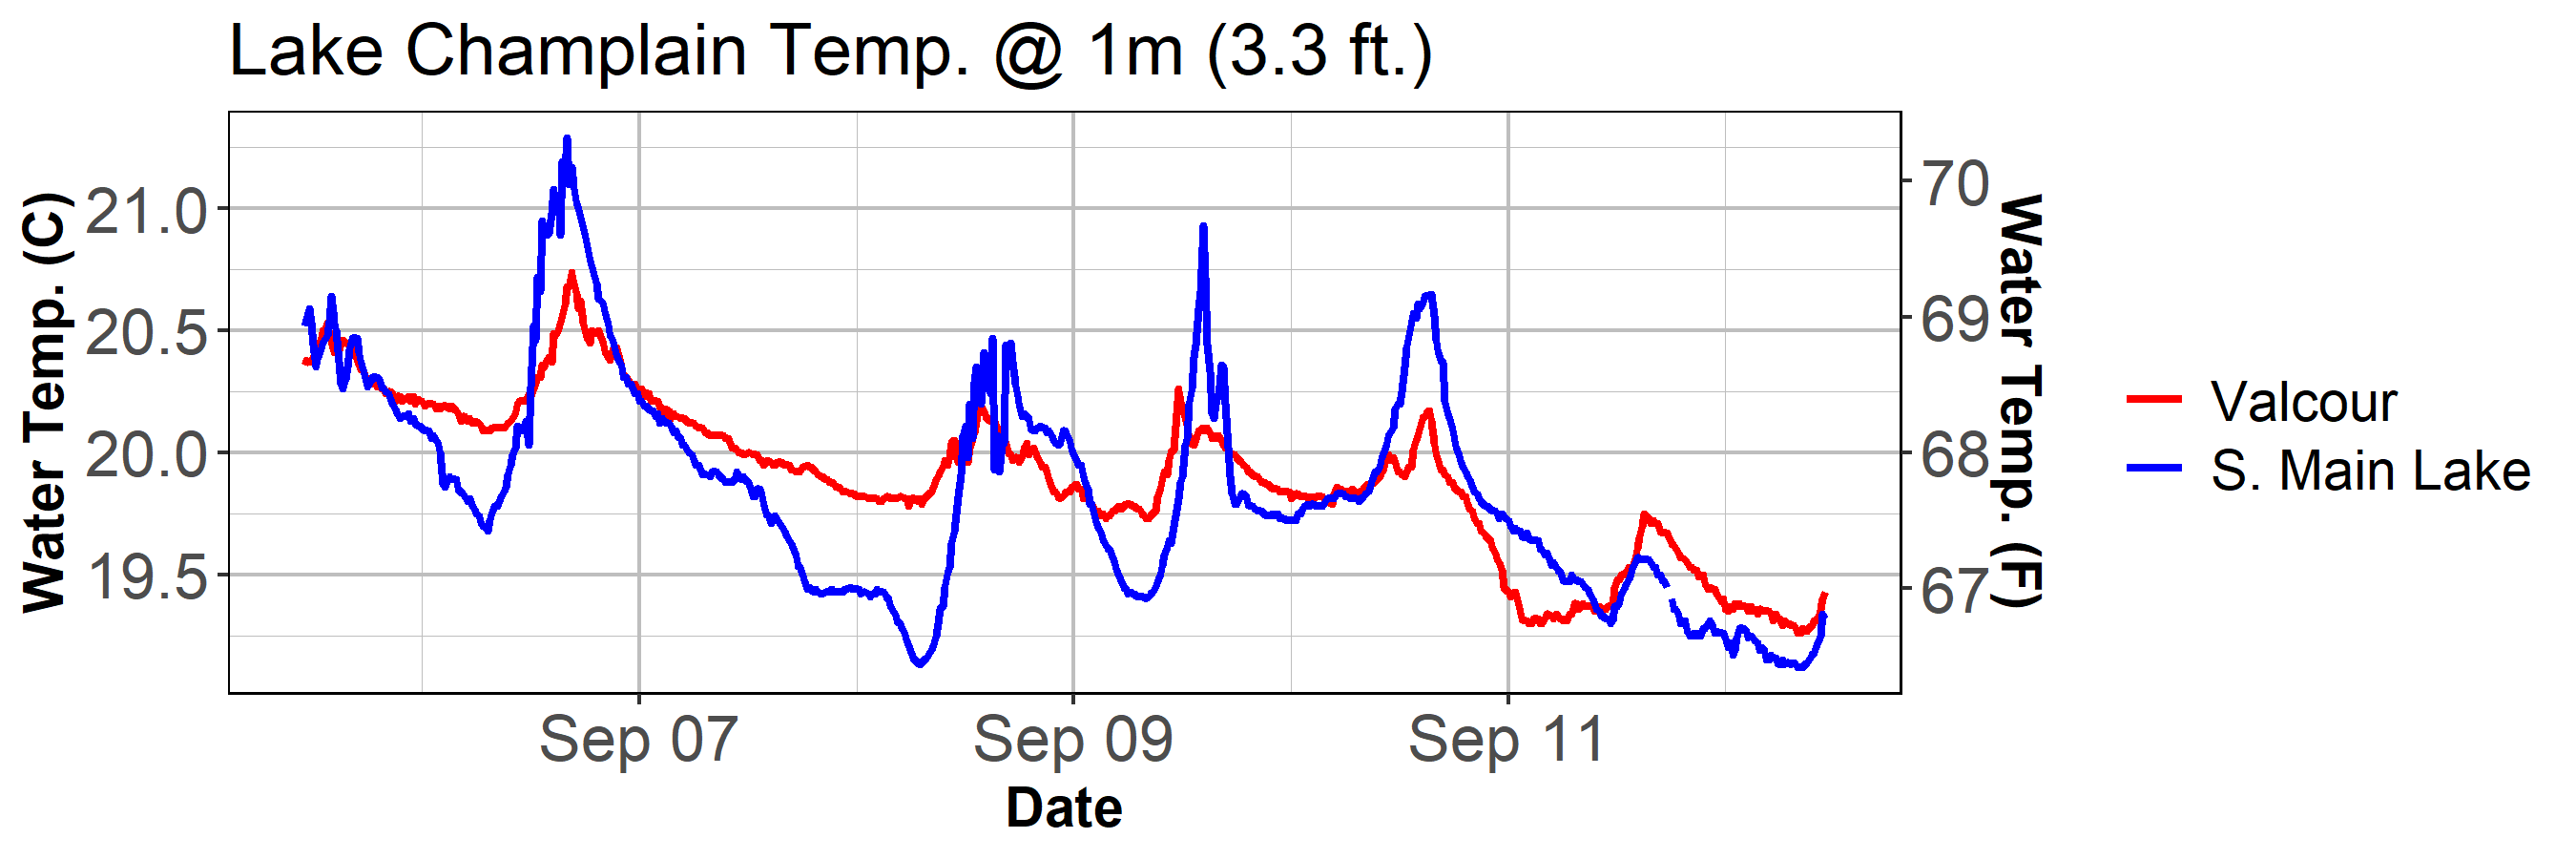 Lake Champlain Temp. @ 1m (3.3 ft.)
Water Temp. (C)
21.0
20.5
20.0
19.5
70
69
68
67
Water Temp. (F)
Sep 07
Sep 09
Sep 11
Date
Valcour
S. Main Lake